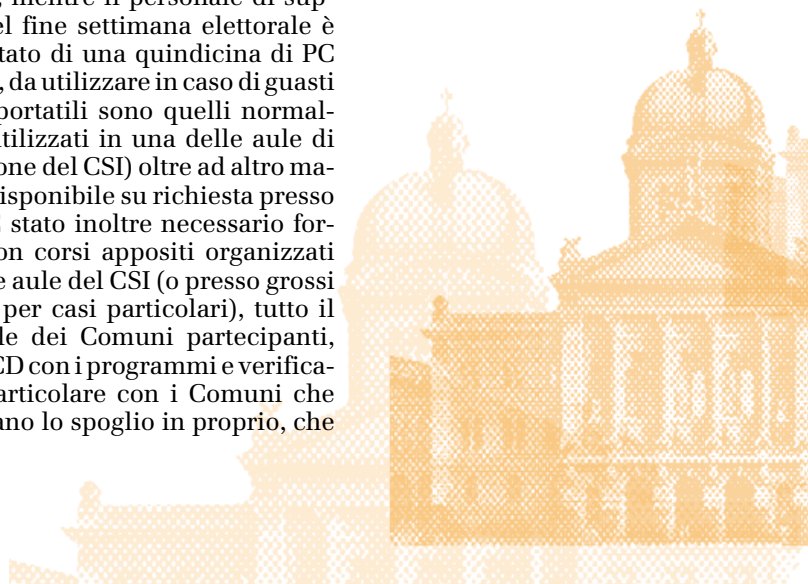 , mentre il personale di sup-
el fine settimana elettorale è
tato di una quindicina di PC
, da utilizzare in caso di guasti
portatili sono quelli normal-
tilizzati in una delle aule di
one del CSI) oltre ad altro ma-
isponibile su richiesta presso
stato inoltre necessario for-
on corsi appositi organizzati
e aule del CSI (o presso grossi
per casi particolari), tutto il
le dei Comuni partecipanti,
CD con i programmi e verifica-
articolare con i Comuni che
ano lo spoglio in proprio, che